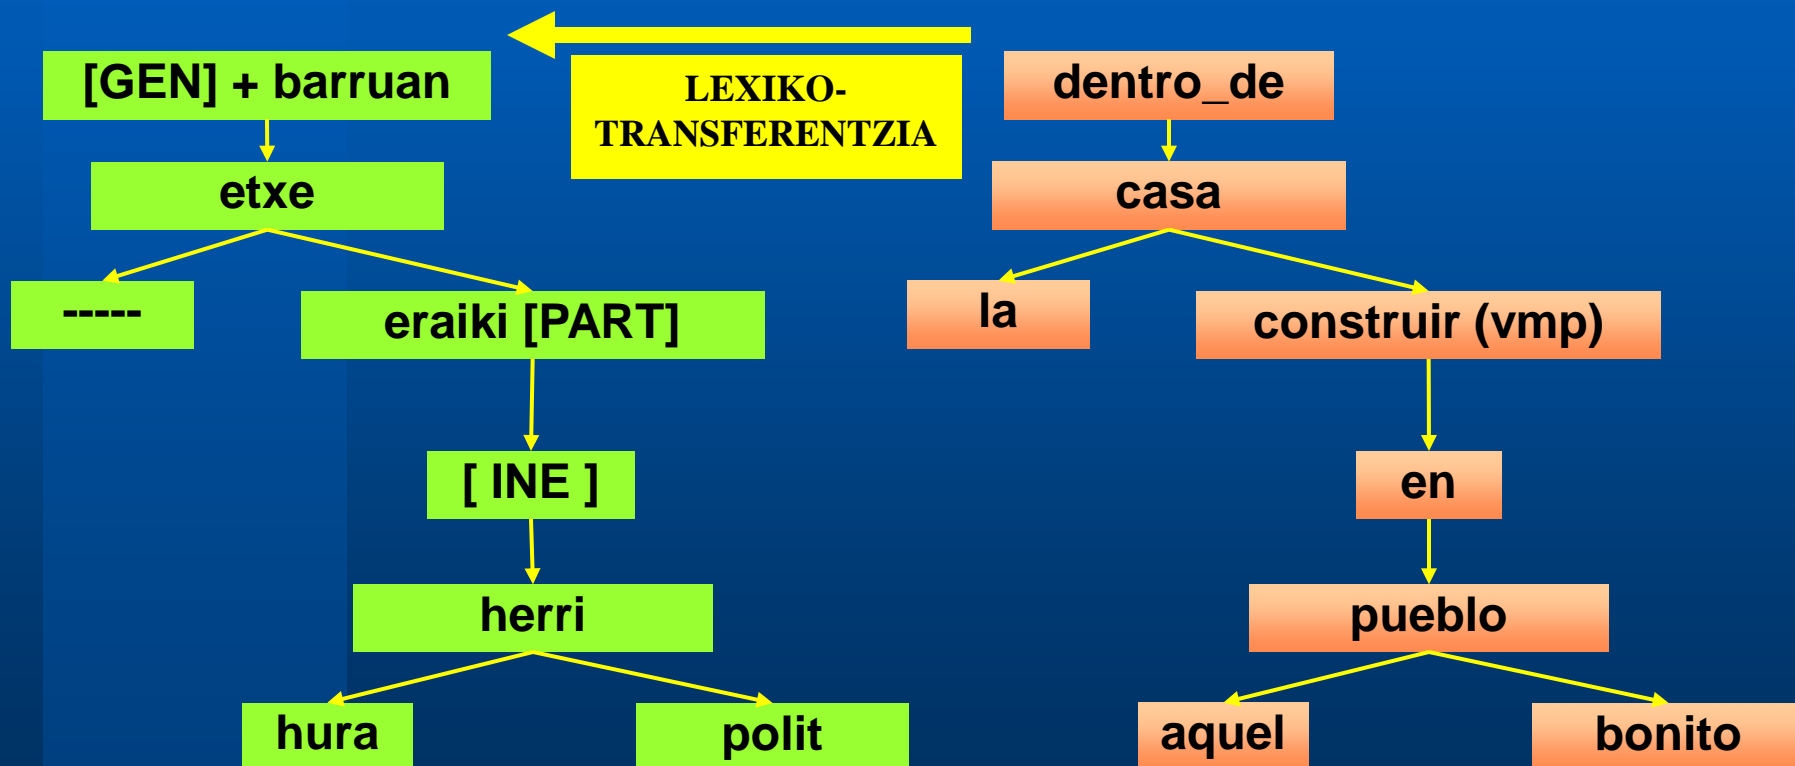 [GEN] + barruan
LEXIKO-
TRANSFERENTZIA
dentro_de
etxe
casa
-----
eraiki [PART]
la
construir (vmp)
[ INE ]
en
herri
pueblo
hura
polit
aquel
bonito